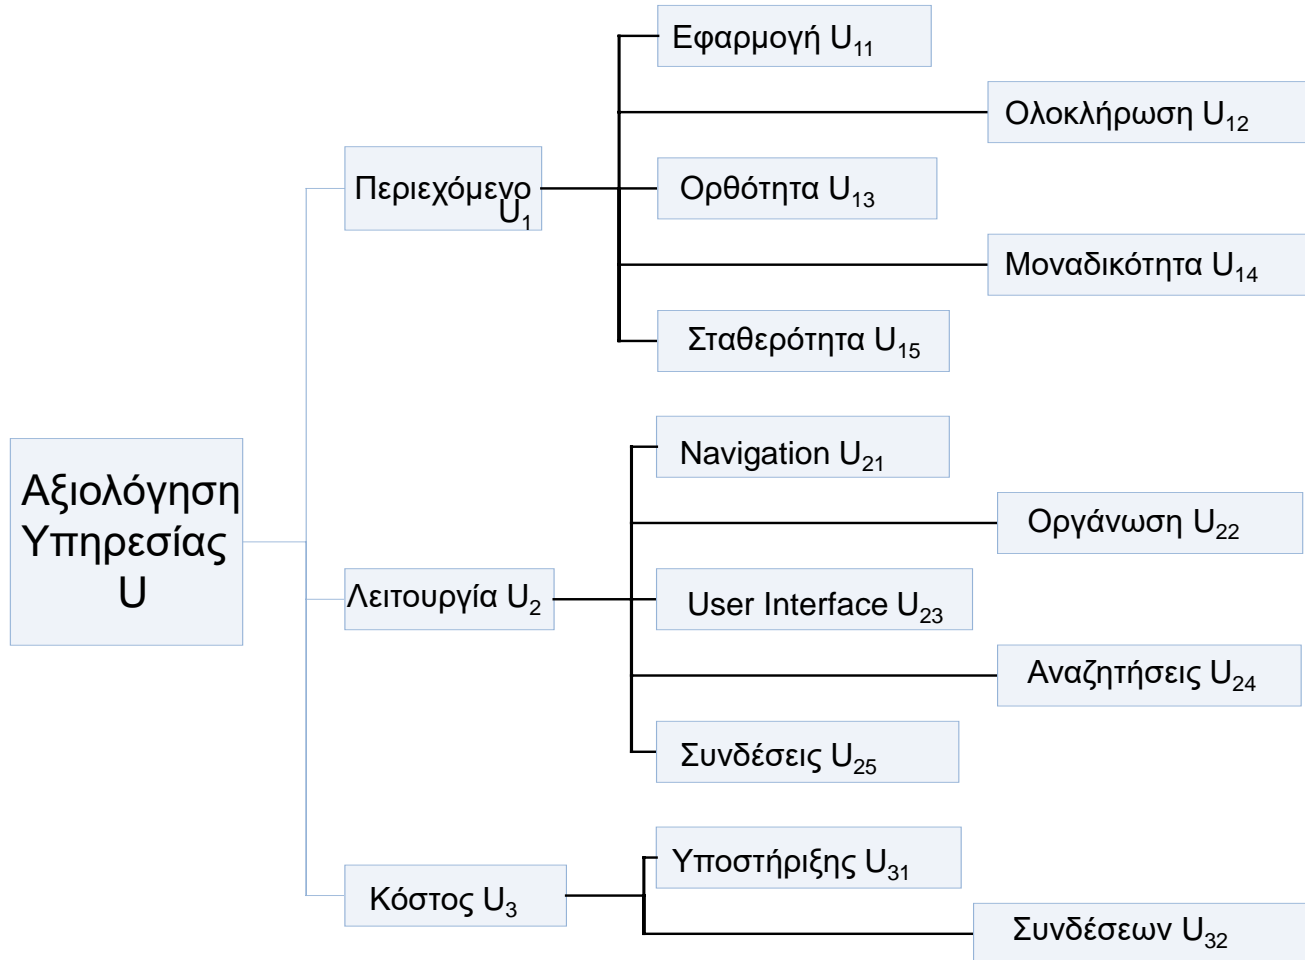 Εφαρμογή U11
Ολοκλήρωση U12
Περιεχόμενο
U1
Ορθότητα U13
Μοναδικότητα U14
Σταθερότητα U15
Αξιολόγηση
Υπηρεσίας
U
Navigation U21
Οργάνωση U22
Λειτουργία U2
User Interface U23
Αναζητήσεις U24
Συνδέσεις U25
Κόστος U3
Υποστήριξης U31
Συνδέσεων U32